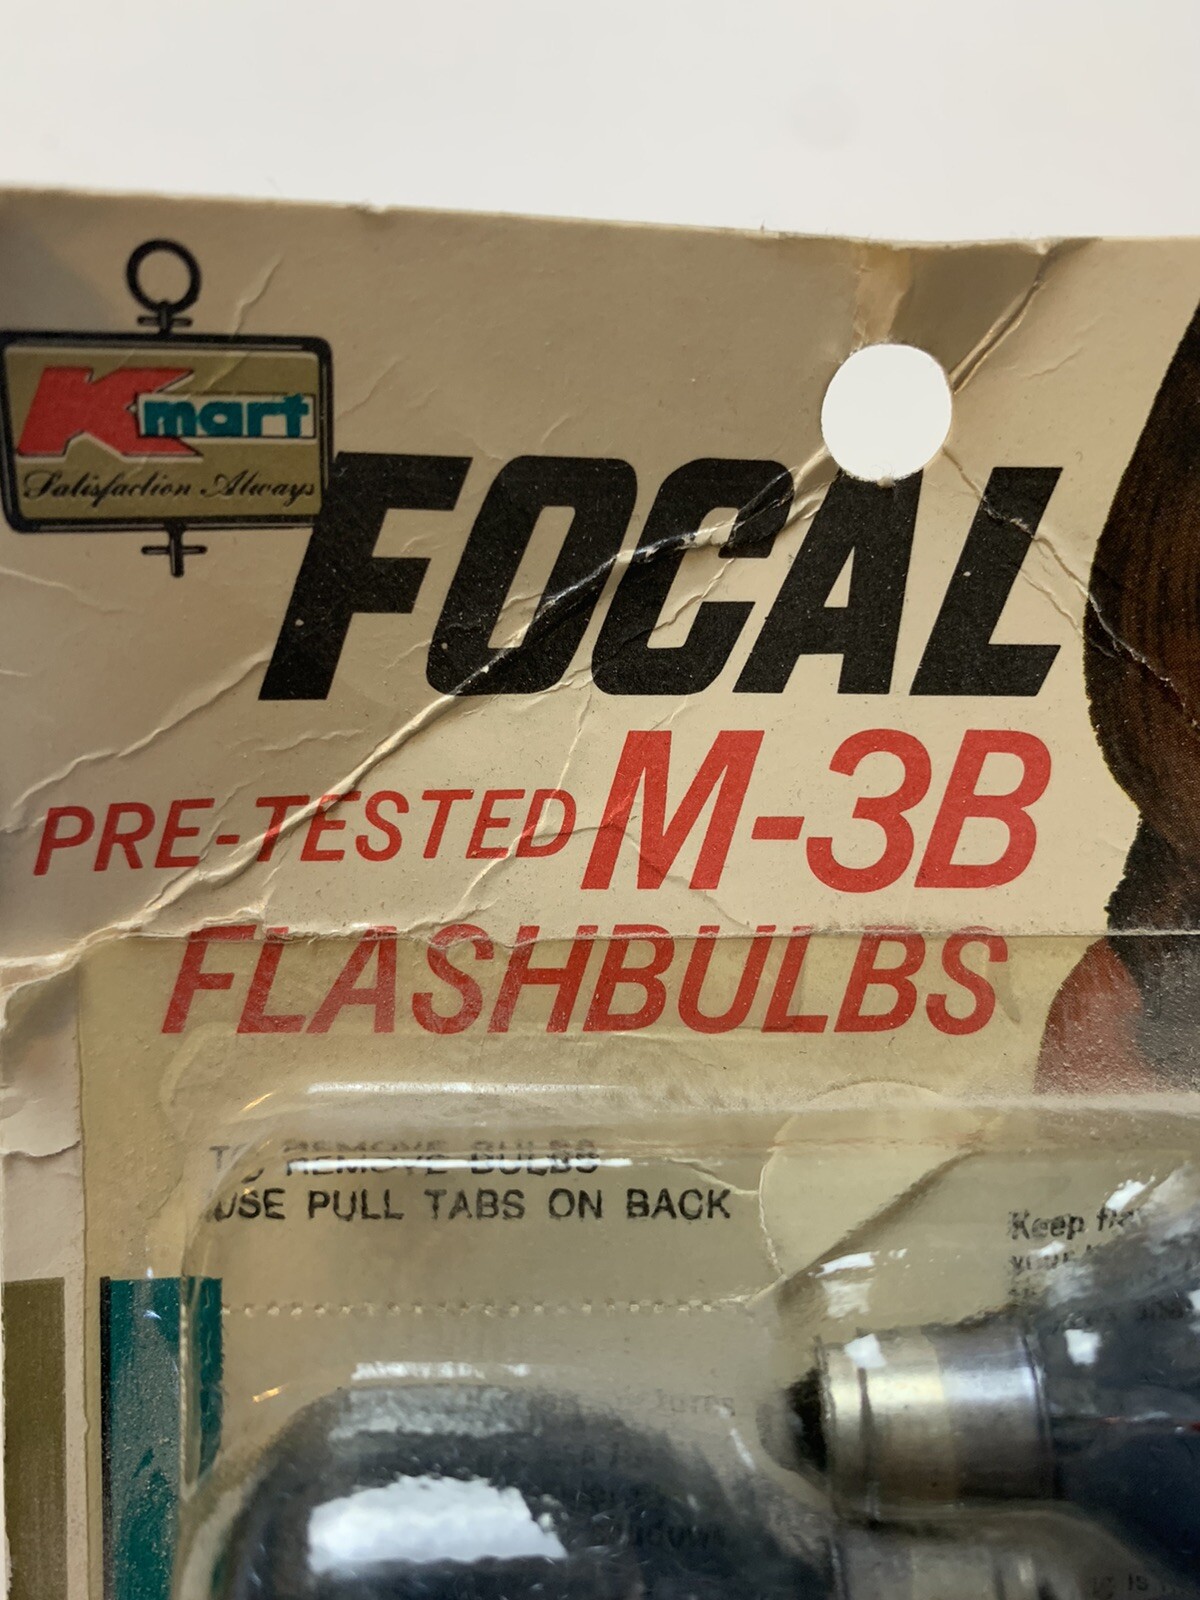 Kmart
Satisfaction Always
FOCAL
PRE-TESTED M-3B
FLASHBULBS
TO REMOVE BULBS
USE PULL TABS ON BACK
Keep